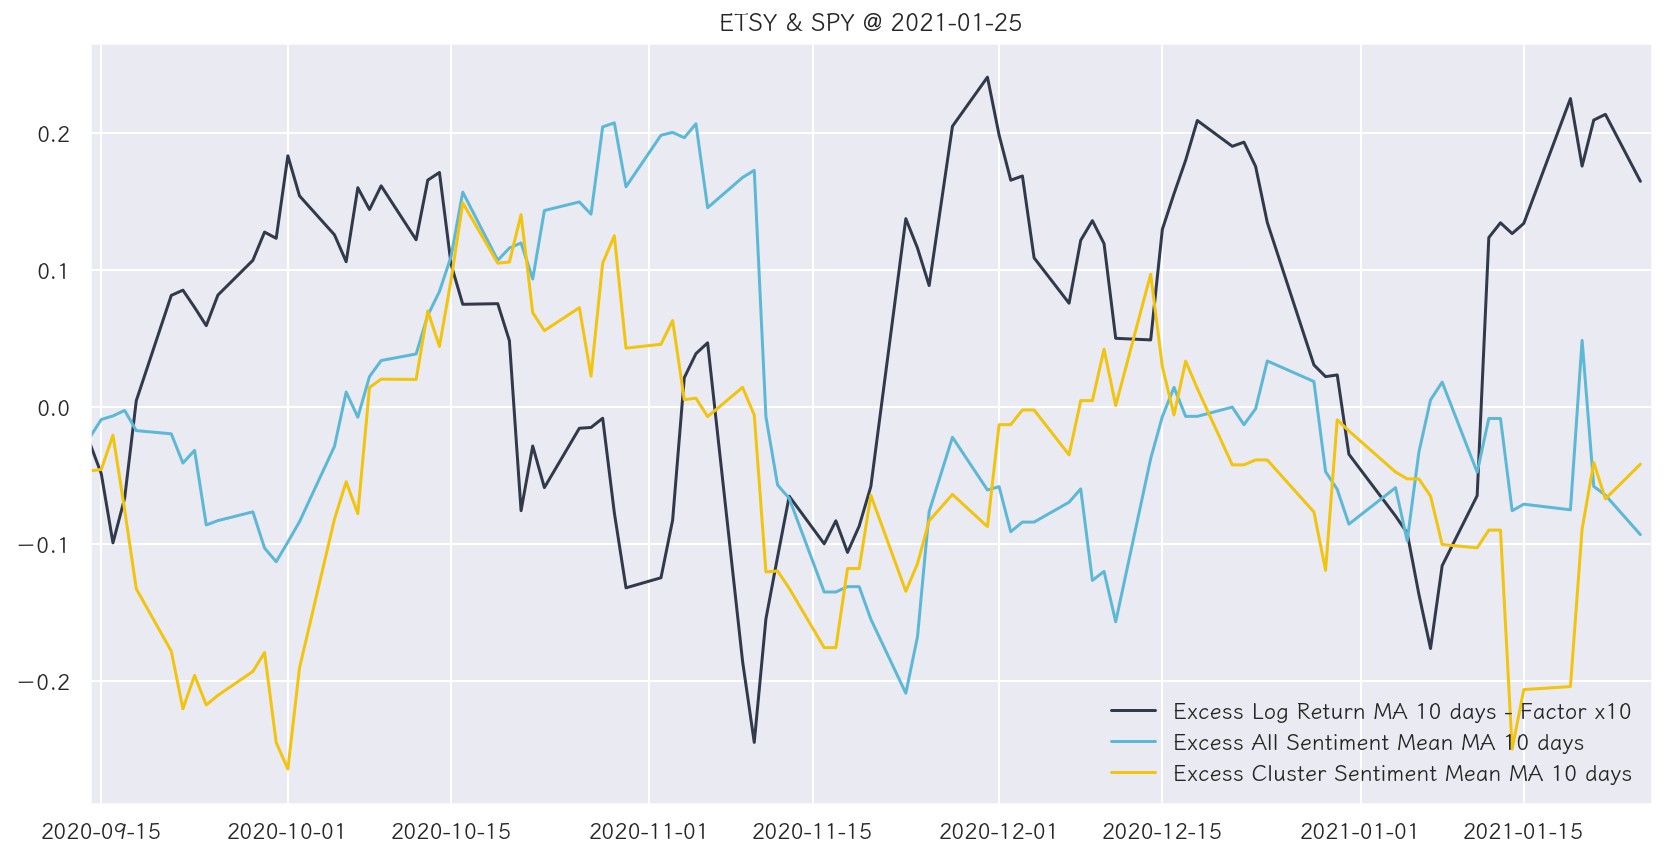 ETSY & SPY @ 2021-01-25
0.2
0.1
0.0
−0.1
−0.2
Excess Log Return MA 10 days - Factor x10
Excess All Sentiment Mean MA 10 days
Excess Cluster Sentiment Mean MA 10 days
2020-09-15 2020-10-01 2020-10-15 2020-11-01 2020-11-15 2020-12-01 2020-12-15 2021-01-01 2021-01-15